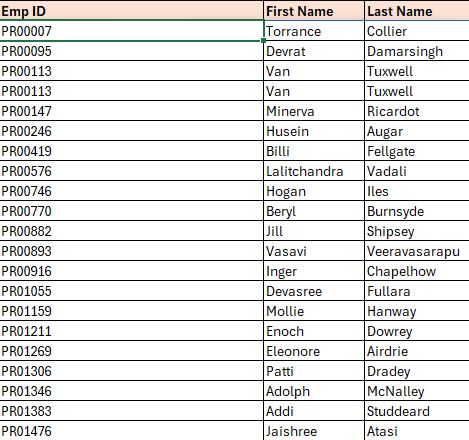 Emp ID First Name Last Name
PR00007 Torrance Collier
PR00095 Devrat Damarsingh
PR00113 Van Tuxwell
PR00113 Van Tuxwell
PR00147 Minerva Ricardot
PR00246 Husein Augar
PR00419 Billi Fellgate
PR00576 Lalitchandra Vadali
PR00746 Hogan Iles
PR00770 Beryl Burnsyde
PR00882 Jill Shipsey
PR00893 Vasavi Veeravasarapu
PR00916 Inger Chapelhow
PR01055 Devasree Fullara
PR01159 Mollie Hanway
PR01211 Enoch Dowrey
PR01269 Eleonore Airdrie
PR01306 Patti Dradey
PR01346 Adolph McNalley
PR01383 Addi Studdeard
PR01476 Jaishree Atasi